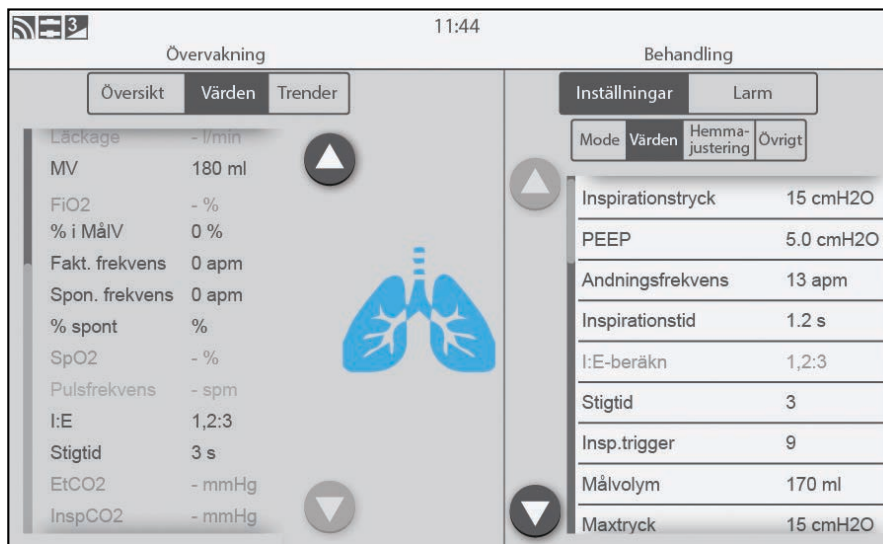 3
11:44
Övervakning
Översikt Värden Trender
Läckage - l/min
MV 180 ml
FiO2 - %
% i MålV 0 %
Fakt. frekvens 0 apm
Spon. frekvens 0 apm
% spont %
SpO2 - %
Pulsfrekvens - spm
I:E 1,2:3
Stigtid 3 s
EtCO2 - mmHg
InspCO2 - mmHg
Behandling
Inställningar Larm
Mode Värden Hemma-
justering Övrigt
Inspirationstryck 15 cmH2O
PEEP 5.0 cmH2O
Andningsfrekvens 13 apm
Inspirationstid 1.2 s
I:E-beräkn 1,2:3
Stigtid 3
Insp.trigger 9
Målvolym 170 ml
Maxtryck 15 cmH2O